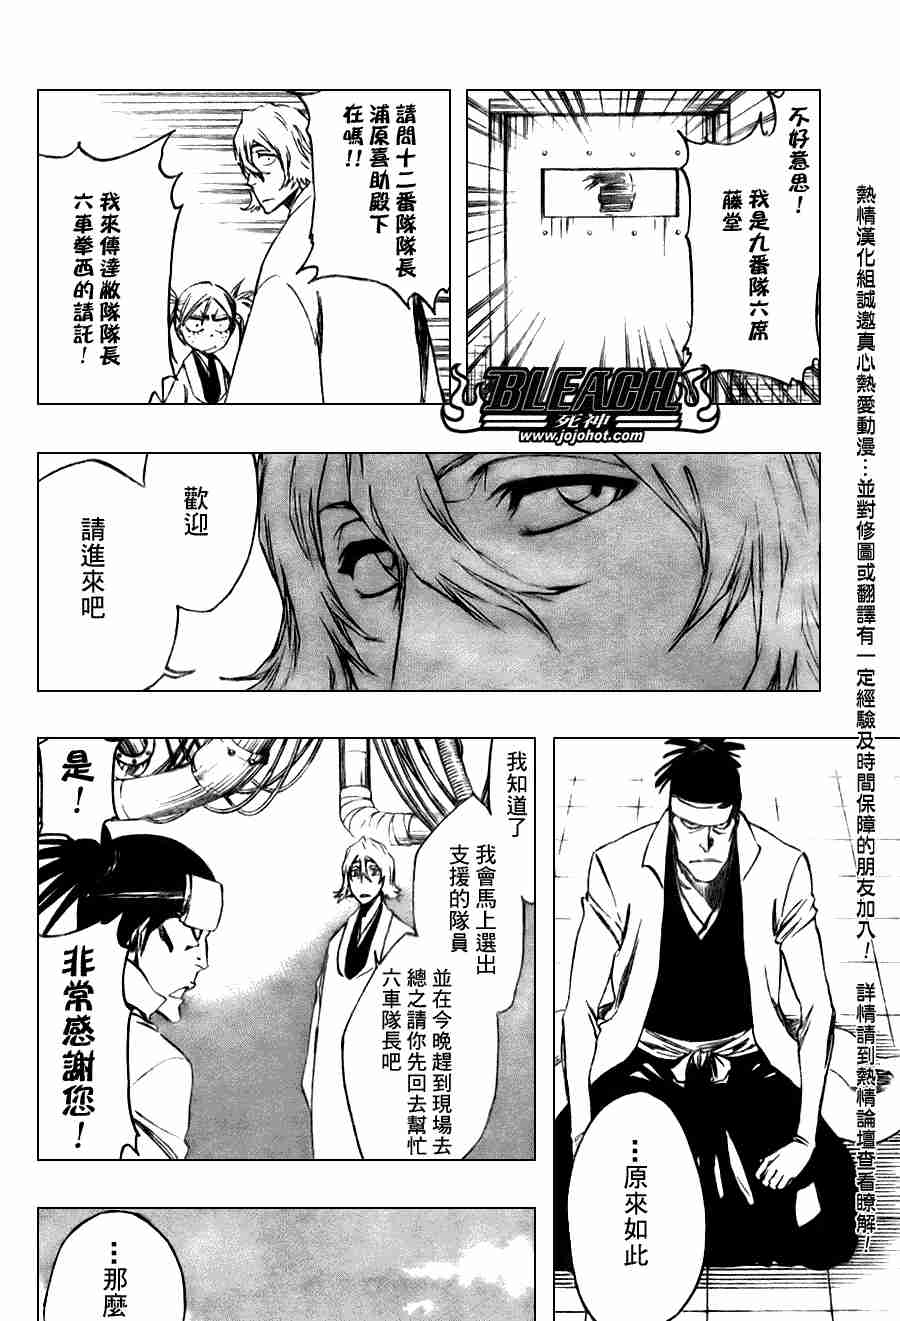 不好意思！
我是九番隊六席
藤堂
請問十二番隊隊長
浦原喜助殿下
在嗎！！
我來傳達敝隊隊長
六車拳西的請託！
BLEACH
死神
www.jojohot.com
歡迎
請進來吧
…原來如此
我知道了
我會馬上選出
支援的隊員
並在今晚趕到現場去
總之請你先回去幫忙
六車隊長吧
是！
非常感謝您！
…那麼
熱情漢化組誠邀真心熱愛動漫…並對修圖或翻譯有一定經驗及時間保障的朋友加入！　詳情請到熱情論壇查看瞭解！